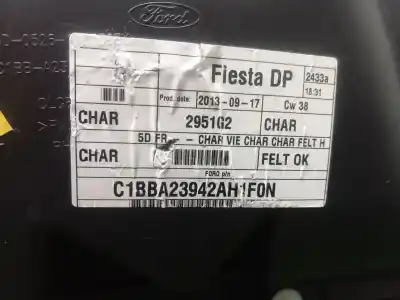 Ford
Fiesta DP
2433a
18:31
Prod. date: 2013-09-17
Cw 38
CHAR
2951G2
CHAR
5D FR -- CHAR VIE CHAR CHAR FELT H
CHAR
FELT OK
FORD p/n
C1BBA23942AH1F0N